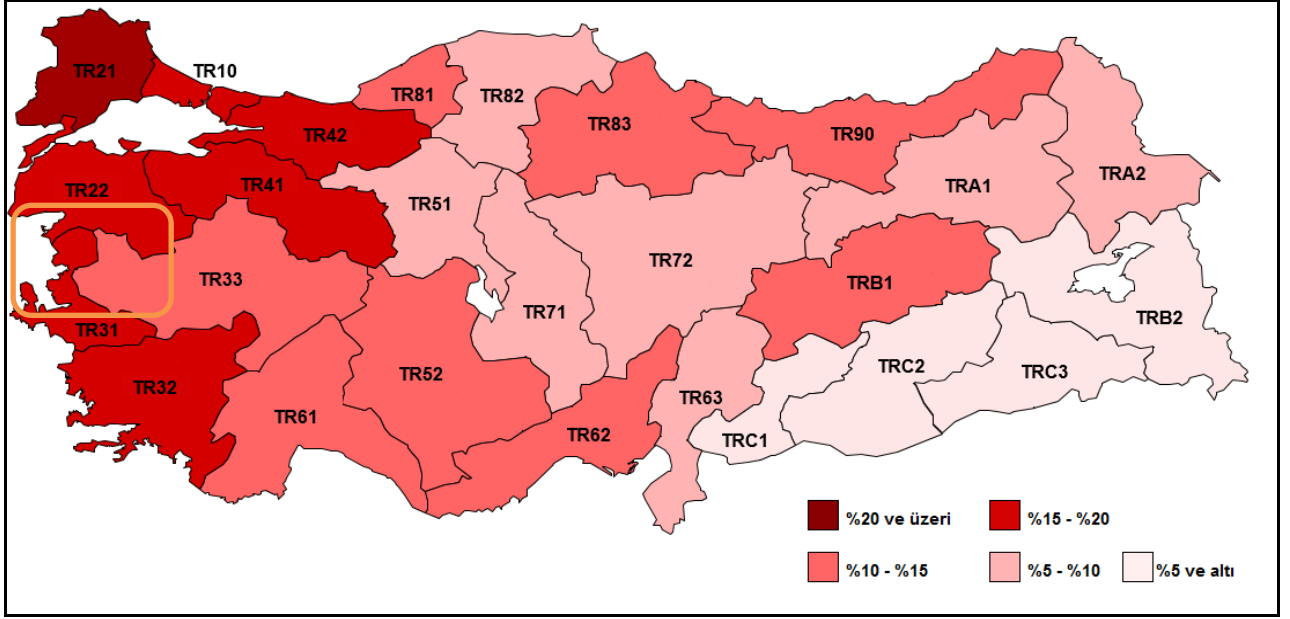 TR21
TR10
TR81
TR82
TR83
TR42
TR90
TR22
TR41
TR51
TRA1
TRA2
TR33
TR72
TRB1
TR71
TR31
TRB2
TR32
TR52
TRC2
TRC3
TR61
TR63
TR62
TRC1
%20 ve üzeri
%15 - %20
%10 - %15
%5 - %10
%5 ve altı